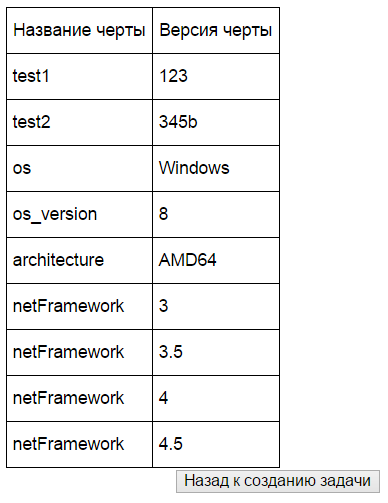 Название черты Версия черты
test1 123
test2 345b
os Windows
os_version 8
architecture AMD64
netFramework 3
netFramework 3.5
netFramework 4
netFramework 4.5
Назад к созданию задачи